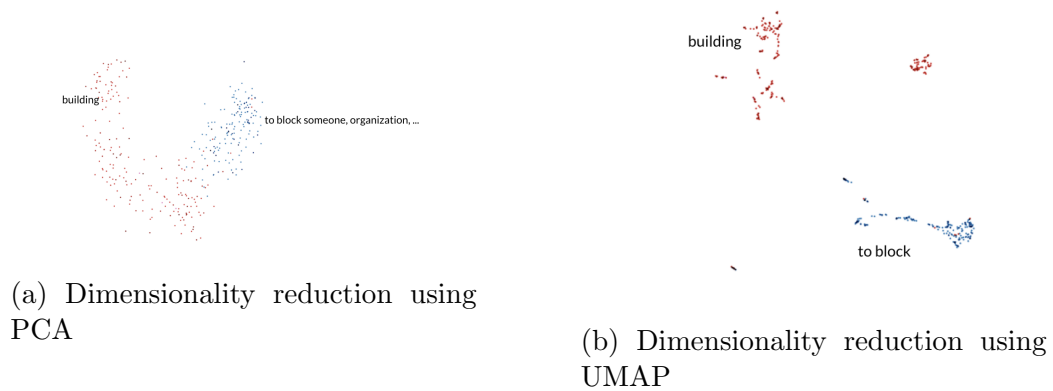 building
to block someone, organization, ...
(a) Dimensionality reduction using
PCA
building
to block
(b) Dimensionality reduction using
UMAP